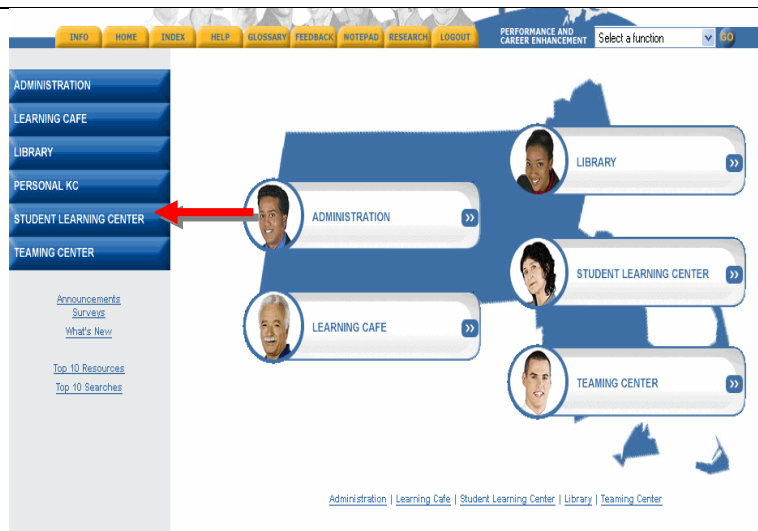 INFO HOME INDEX HELP GLOSSARY FEEDBACK NOTEPAD RESEARCH LOGOUT
PERFORMANCE AND
CAREER ENHANCEMENT
Select a function
GO
ADMINISTRATION
LEARNING CAFE
LIBRARY
PERSONAL KC
STUDENT LEARNING CENTER
TEAMING CENTER
Announcements
Surveys
What's New
Top 10 Resources
Top 10 Searches
LIBRARY
ADMINISTRATION
STUDENT LEARNING CENTER
LEARNING CAFE
TEAMING CENTER
Administration | Learning Cafe | Student Learning Center | Library | Teaming Center